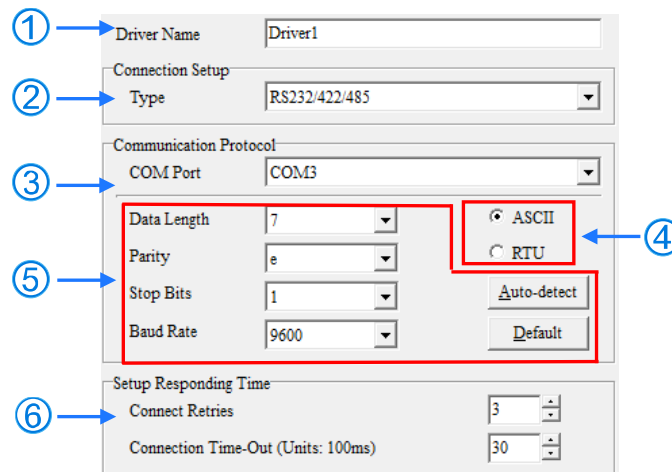 ① Driver Name Driver1
Connection Setup
② Type RS232/422/485
Communication Protocol
③ COM Port COM3
Data Length 7 ASCII ④
Parity e RTU
⑤ Stop Bits 1 Auto-detect
Baud Rate 9600 Default
Setup Responding Time
⑥ Connect Retries 3
Connection Time-Out (Units: 100ms) 30